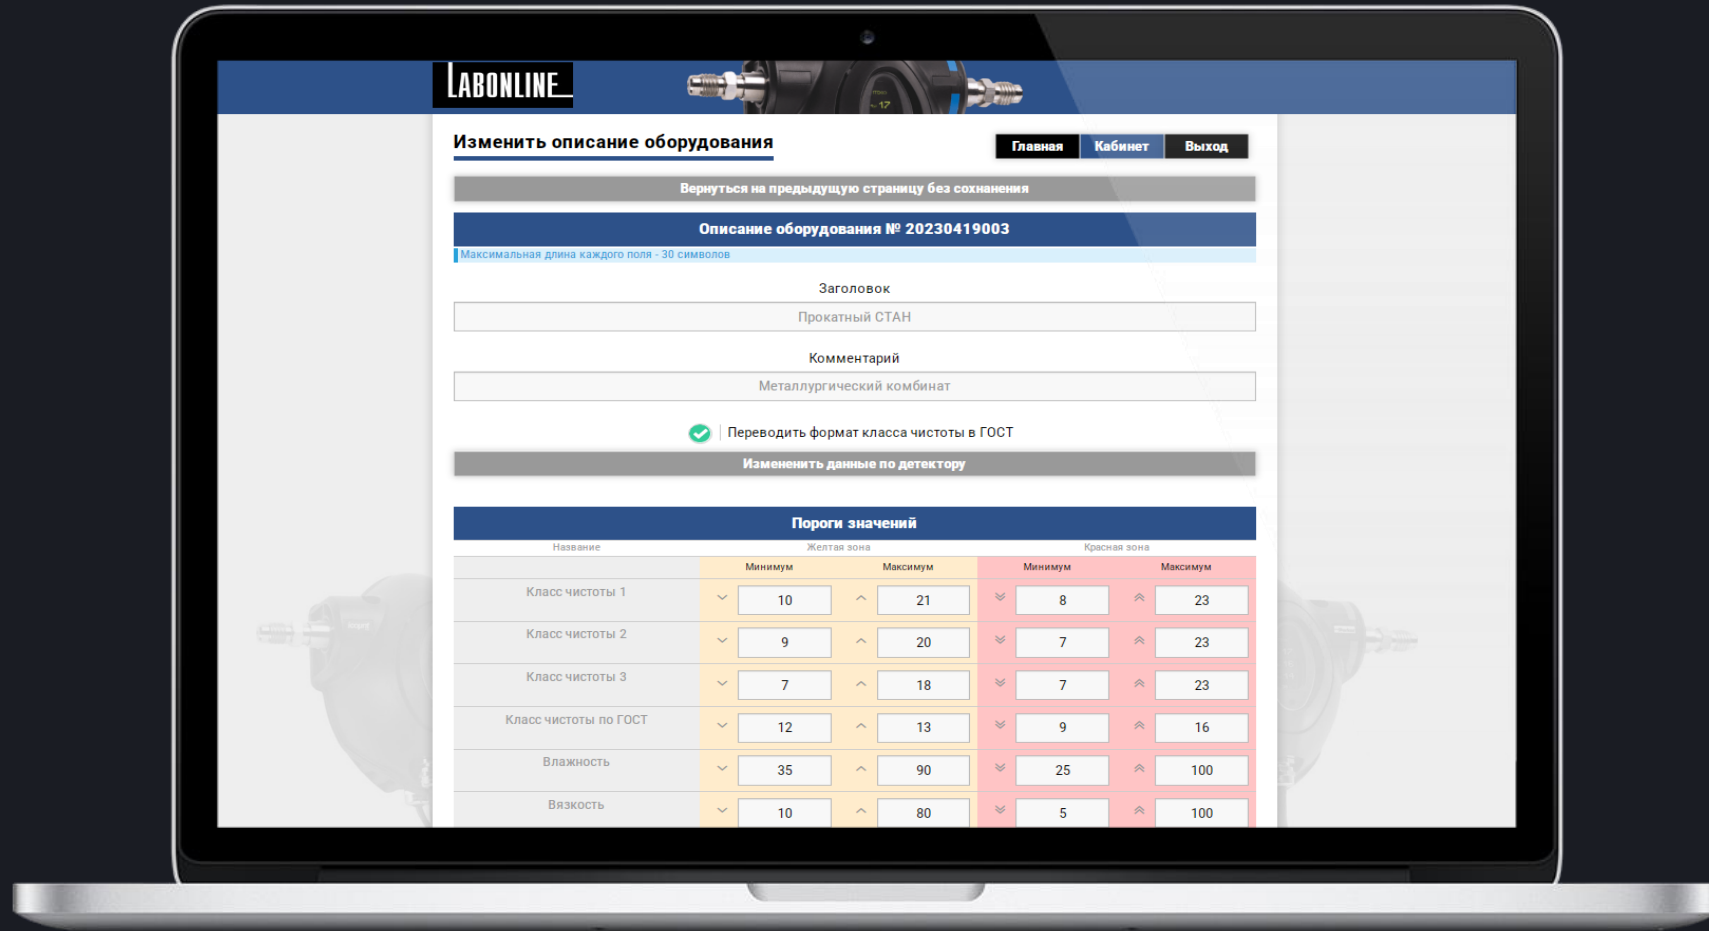 LABONLINE
Изменить описание оборудования
Главная Кабинет Выход
Вернуться на предыдущую страницу без сохнанения
Описание оборудования № 20230419003
Максимальная длина каждого поля - 30 символов
Заголовок
Прокатный СТАН
Комментарий
Металлургический комбинат
Переводить формат класса чистоты в ГОСТ
Измененить данные по детектору
Пороги значений
Название Желтая зона Красная зона
Минимум Максимум Минимум Максимум
Класс чистоты 1 10 21 8 23
Класс чистоты 2 9 20 7 23
Класс чистоты 3 7 18 7 23
Класс чистоты по ГОСТ 12 13 9 16
Влажность 35 90 25 100
Вязкость 10 80 5 100